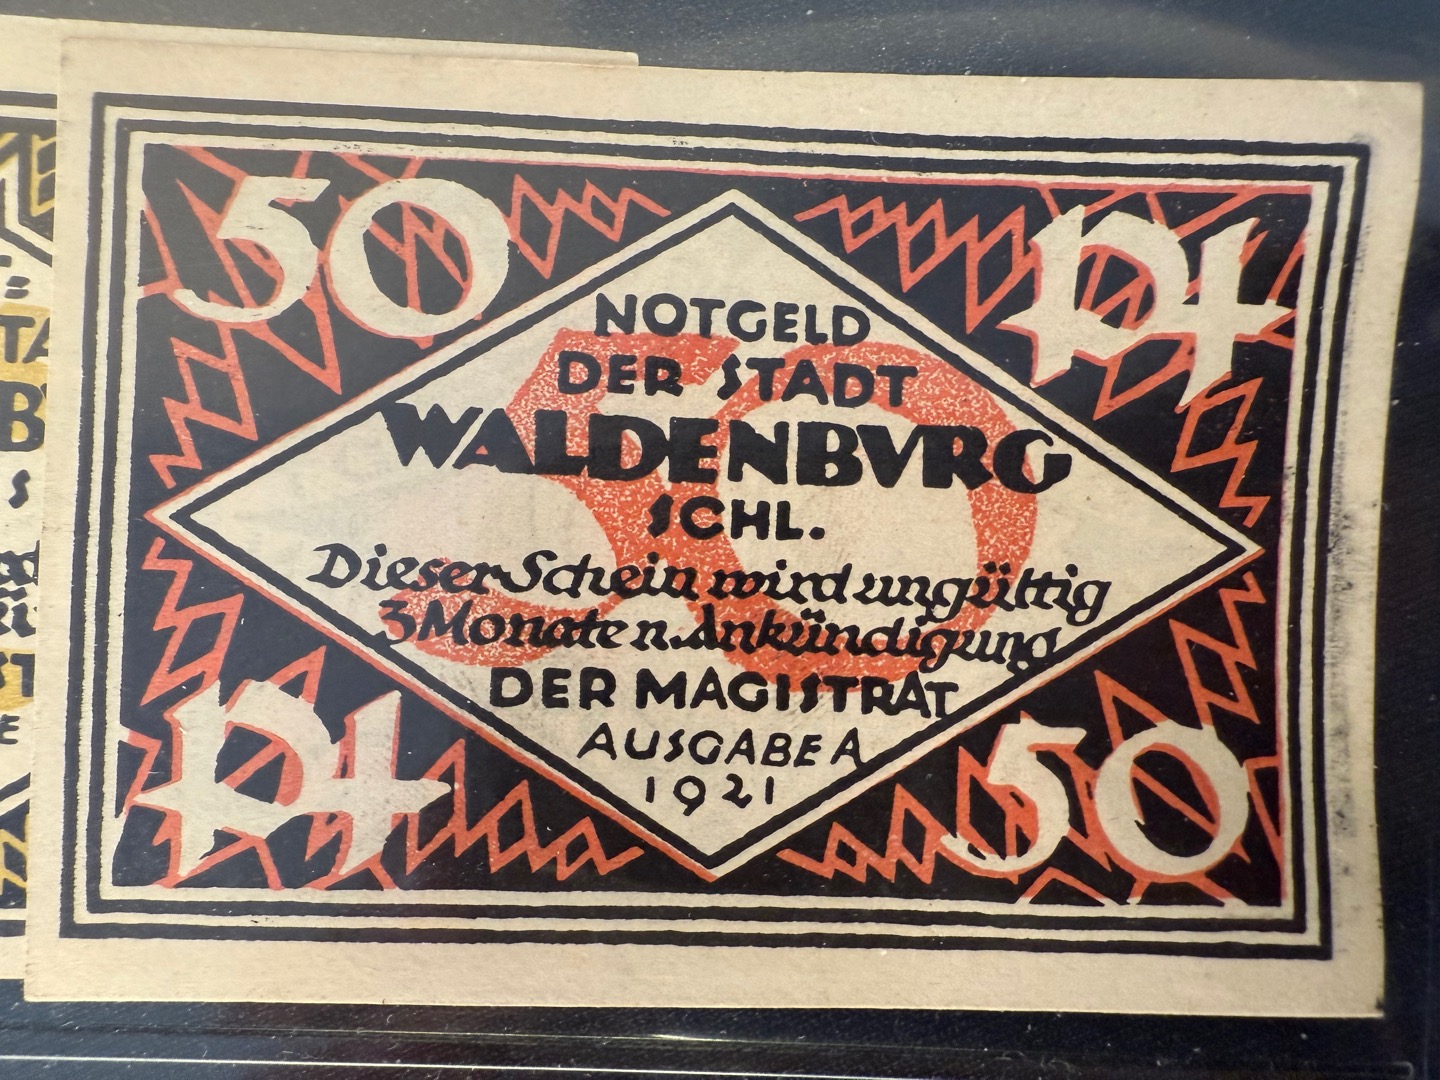 50 Pf
NOTGELD
DER STADT
50
WALDENBVRG
SCHL.
Dieser Schein wird ungültig
3 Monate n. Ankündigung
DER MAGISTRAT
AUSGABE A
1921
Pf 50